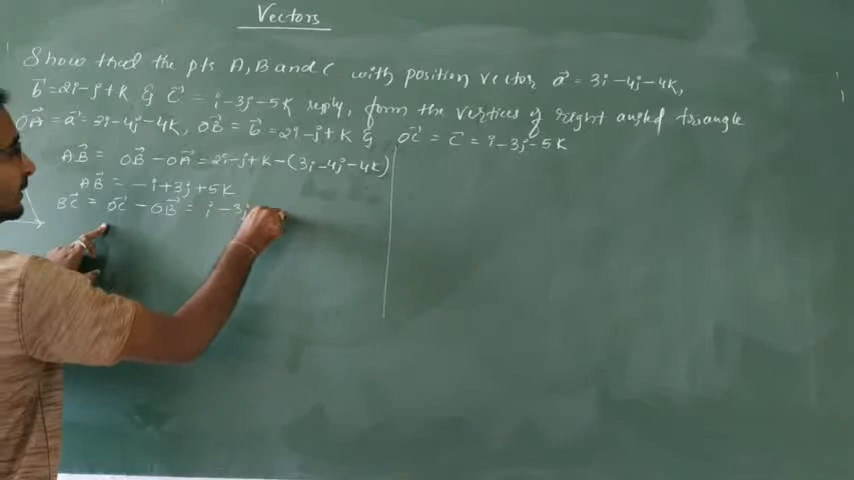 Vectors
Show that the pts A, B and C with position vector a⃗ = 3i - 4j - 4k,
b⃗ = 2i - j + k & c⃗ = i - 3j - 5k resply, form the vertices of right angled triangle
OA⃗ = a⃗ = 3i - 4j - 4k, OB⃗ = b⃗ = 2i - j + k & OC⃗ = c⃗ = i - 3j - 5k
AB⃗ = OB⃗ - OA⃗ = 2i - j + k - (3i - 4j - 4k)
AB⃗ = -i + 3j + 5k
BC⃗ = OC⃗ - OB⃗ = i - 3j